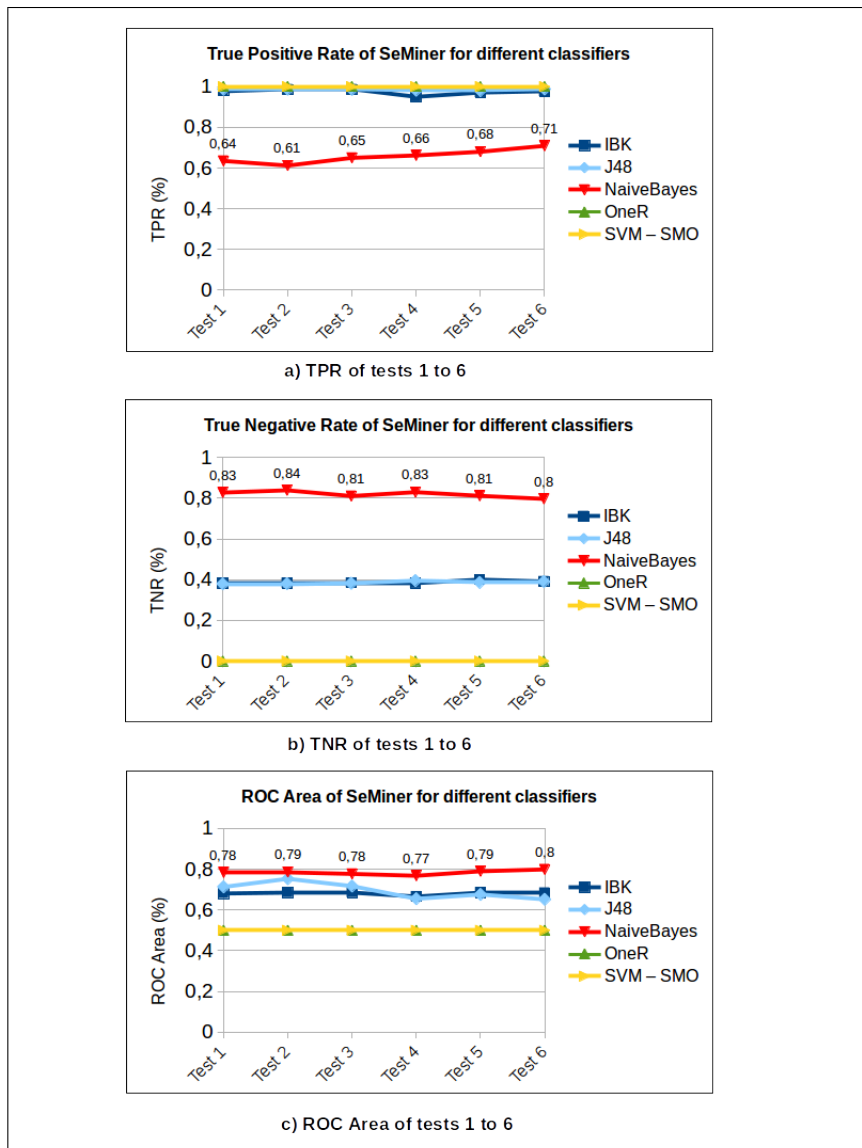 True Positive Rate of SeMiner for different classifiers
TPR (%)
1
0,8
0,6
0,4
0,2
0
0,64
0,61
0,65
0,66
0,68
0,71
Test 1
Test 2
Test 3
Test 4
Test 5
Test 6
IBK
J48
NaiveBayes
OneR
SVM – SMO
a) TPR of tests 1 to 6
True Negative Rate of SeMiner for different classifiers
TNR (%)
1
0,8
0,6
0,4
0,2
0
0,83
0,84
0,81
0,83
0,81
0,8
Test 1
Test 2
Test 3
Test 4
Test 5
Test 6
IBK
J48
NaiveBayes
OneR
SVM – SMO
b) TNR of tests 1 to 6
ROC Area of SeMiner for different classifiers
ROC Area (%)
1
0,8
0,6
0,4
0,2
0
0,78
0,79
0,78
0,77
0,79
0,8
Test 1
Test 2
Test 3
Test 4
Test 5
Test 6
IBK
J48
NaiveBayes
OneR
SVM – SMO
c) ROC Area of tests 1 to 6